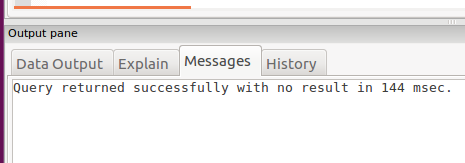 Output pane
Data Output Explain Messages History
Query returned successfully with no result in 144 msec.